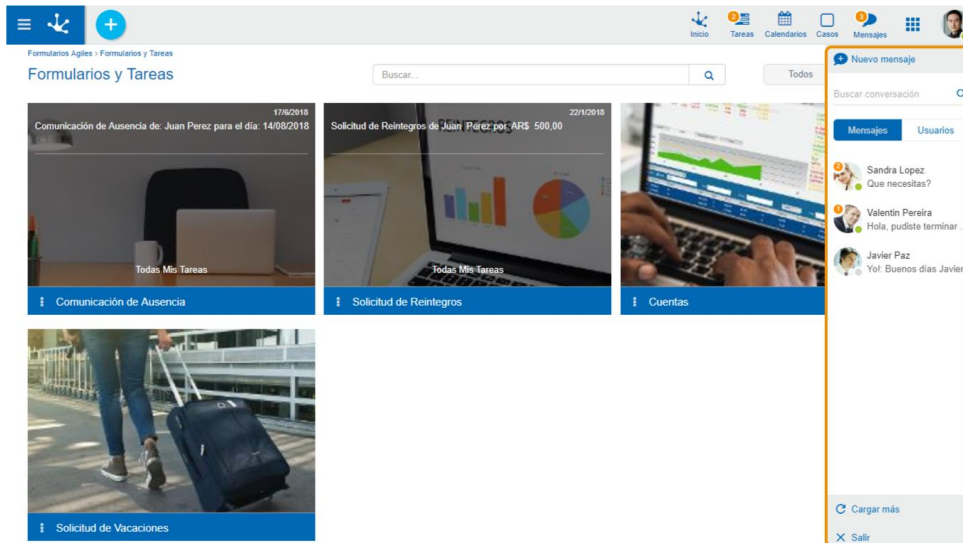 2
3
Inicio
Tareas
Calendarios
Casos
Mensajes
Formularios Agiles › Formularios y Tareas
Formularios y Tareas
Buscar...
Todos
17/6/2018
Comunicación de Ausencia de: Juan Perez para el día: 14/08/2018
Todas Mis Tareas
Comunicación de Ausencia
22/1/2018
Solicitud de Reintegros de Juan Perez por AR$ 500,00
Todas Mis Tareas
Solicitud de Reintegros
Cuentas
Solicitud de Vacaciones
Nuevo mensaje
Buscar conversación
Mensajes
Usuarios
2
Sandra Lopez
Que necesitas?
1
Valentin Pereira
Hola, pudiste terminar .
Javier Paz
Yo!: Buenos días Javier
Cargar más
Salir